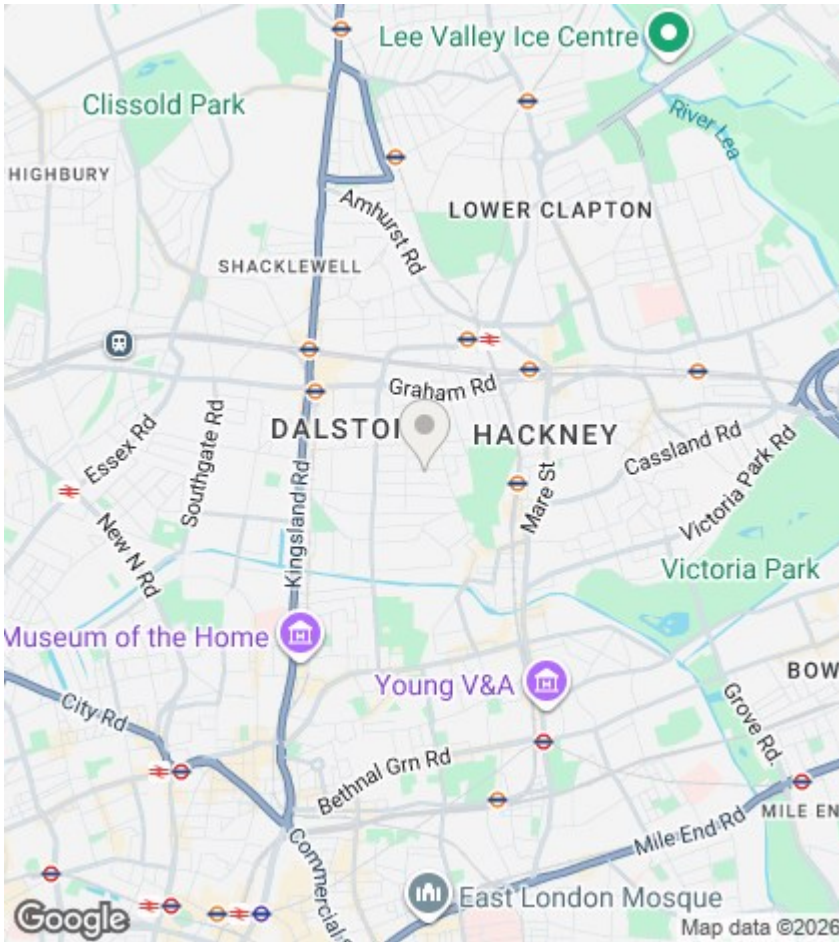 Lee Valley Ice Centre
Clissold Park
River Lea
HIGHBURY
LOWER CLAPTON
Amhurst Rd
SHACKLEWELL
Graham Rd
DALSTO
HACKNEY
Essex Rd
Southgate Rd
Cassland Rd
Kingsland Rd
Mare St
Victoria Park Rd
New N Rd
Victoria Park
Museum of the Home
Young V&A
BOW
City Rd
Grove Rd.
Bethnal Grn Rd
MILE EN
Mile End Rd
Commercial S
East London Mosque
Google
Map data ©2026